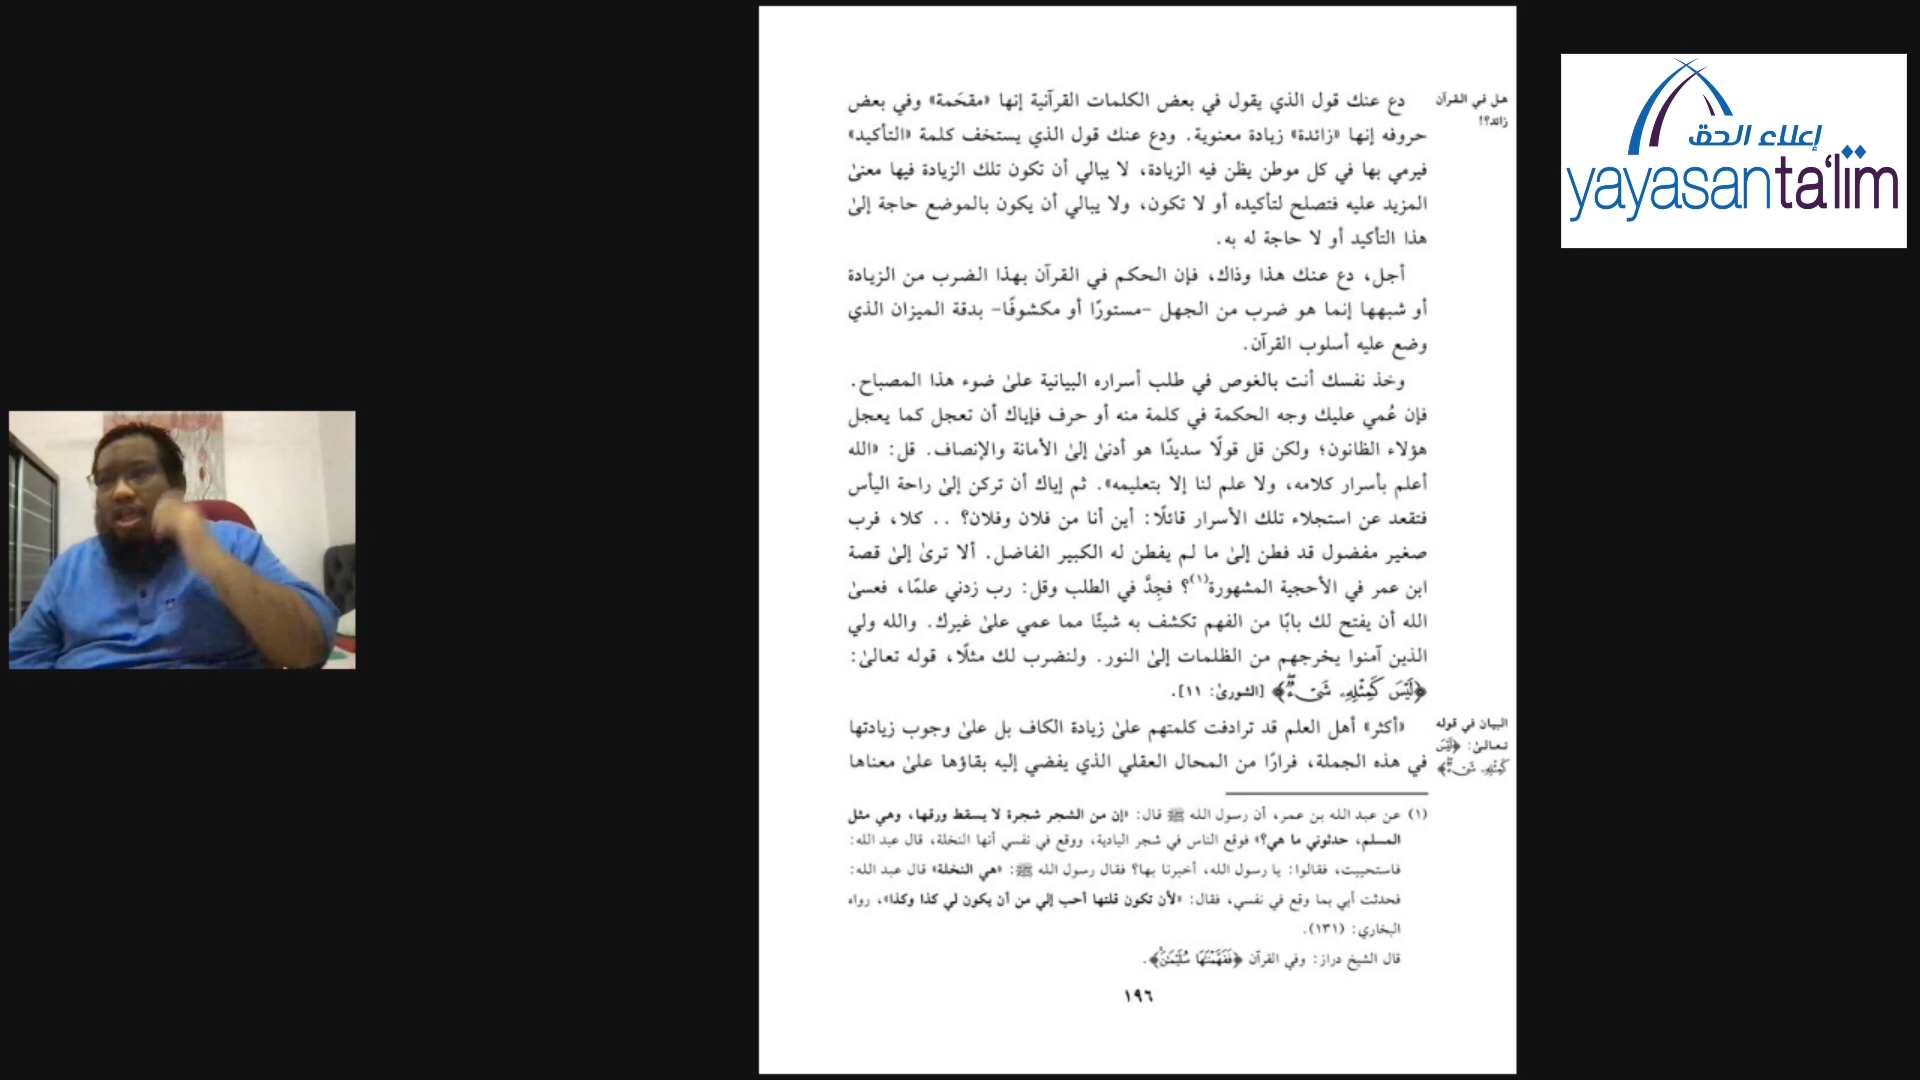 هل في القرآن
زائد؟!
دع عنك قول الذي يقول في بعض الكلمات القرآنية إنها «مقحَمة» وفي بعض
حروفه إنها «زائدة» زيادة معنوية. ودع عنك قول الذي يستخف كلمة «التأكيد»
فيرمي بها في كل موطن يظن فيه الزيادة، لا يبالي أن تكون تلك الزيادة فيها معنىٰ
المزيد عليه فتصلح لتأكيده أو لا تكون، ولا يبالي أن يكون بالموضع حاجة إلىٰ
هذا التأكيد أو لا حاجة له به.
أجل، دع عنك هذا وذاك، فإن الحكم في القرآن بهذا الضرب من الزيادة
أو شبهها إنما هو ضرب من الجهل -مستورًا أو مكشوفًا- بدقة الميزان الذي
وضع عليه أسلوب القرآن.
وخذ نفسك أنت بالغوص في طلب أسراره البيانية علىٰ ضوء هذا المصباح.
فإن عُمي عليك وجه الحكمة في كلمة منه أو حرف فإياك أن تعجل كما يعجل
هؤلاء الظانون؛ ولكن قل قولًا سديدًا هو أدنىٰ إلىٰ الأمانة والإنصاف. قل: «الله
أعلم بأسرار كلامه، ولا علم لنا إلا بتعليمه». ثم إياك أن تركن إلىٰ راحة اليأس
فتقعد عن استجلاء تلك الأسرار قائلًا: أين أنا من فلان وفلان؟ .. كلا، فرب
صغير مفضول قد فطن إلىٰ ما لم يفطن له الكبير الفاضل. ألا ترىٰ إلىٰ قصة
ابن عمر في الأحجية المشهورة(١)؟ فجِدَّ في الطلب وقل: رب زدني علمًا، فعسىٰ
الله أن يفتح لك بابًا من الفهم تكشف به شيئًا مما عمي علىٰ غيرك. والله ولي
الذين آمنوا يخرجهم من الظلمات إلىٰ النور. ولنضرب لك مثلًا، قوله تعالىٰ:
﴿لَيْسَ كَمِثْلِهِۦ شَىْءٌۖ﴾ [الشورىٰ: ١١].
البيان في قوله
تعالىٰ: ﴿لَيْسَ
كَمِثْلِهِۦ شَىْءٌۖ﴾
«أكثر» أهل العلم قد ترادفت كلمتهم علىٰ زيادة الكاف بل علىٰ وجوب زيادتها
في هذه الجملة، فرارًا من المحال العقلي الذي يفضي إليه بقاؤها علىٰ معناها
(١) عن عبد الله بن عمر، أن رسول الله ﷺ قال: «إن من الشجر شجرة لا يسقط ورقها، وهي مثل
المسلم، حدثوني ما هي؟» فوقع الناس في شجر البادية، ووقع في نفسي أنها النخلة، قال عبد الله:
فاستحييت، فقالوا: يا رسول الله، أخبرنا بها؟ فقال رسول الله ﷺ: «هي النخلة» قال عبد الله:
فحدثت أبي بما وقع في نفسي، فقال: «لأن تكون قلتها أحب إلي من أن يكون لي كذا وكذا»، رواه
البخاري: (١٣١).
قال الشيخ دراز: وفي القرآن ﴿فَفَهَّمْنَٰهَا سُلَيْمَٰنَۚ﴾.
١٩٦
إعلاء الحق
yayasanta'lim